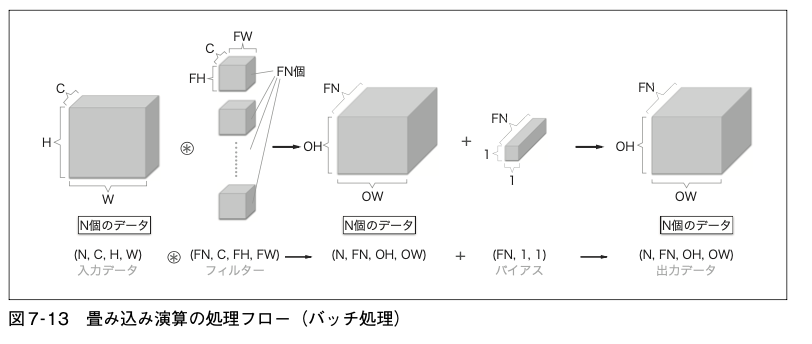 C
FW
FH
FN個
C
H
W
⊛
FN
OH
OW
+
FN
1
1
FN
OH
OW
N個のデータ
N個のデータ
N個のデータ
(N, C, H, W) ⊛ (FN, C, FH, FW) → (N, FN, OH, OW) + (FN, 1, 1) → (N, FN, OH, OW)
入力データ フィルター バイアス 出力データ
図7-13 畳み込み演算の処理フロー（バッチ処理）